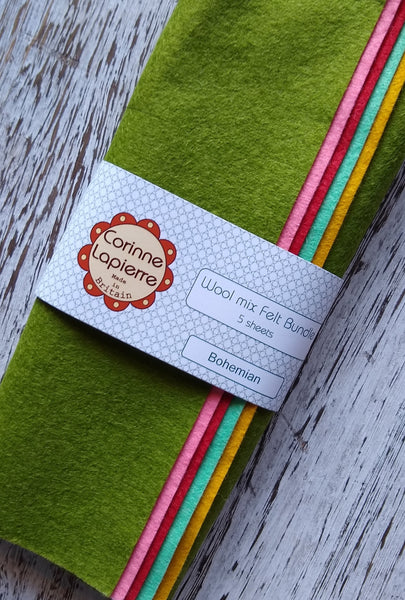 Corinne
Lapierre
Made
in
Britain
Wool mix Felt Bundle
5 sheets
Bohemian